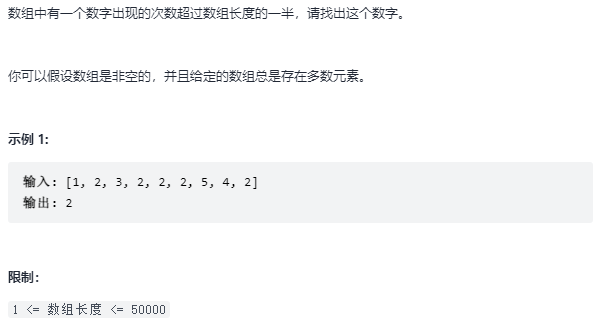 数组中有一个数字出现的次数超过数组长度的一半，请找出这个数字。
你可以假设数组是非空的，并且给定的数组总是存在多数元素。
示例 1:
输入: [1, 2, 3, 2, 2, 2, 5, 4, 2]
输出: 2
限制：
1 <= 数组长度 <= 50000